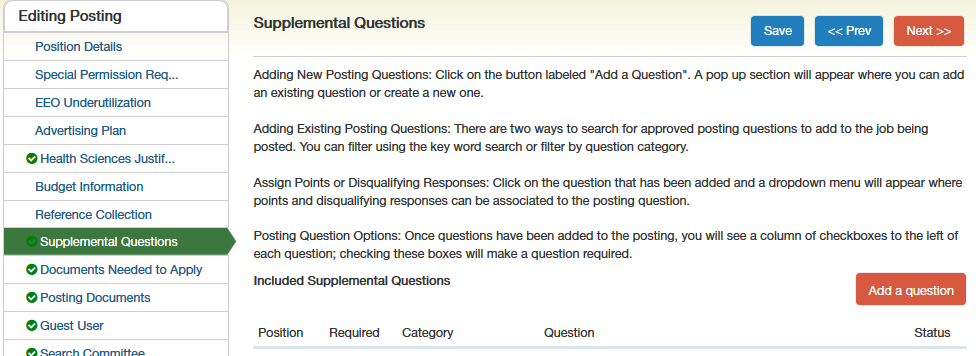 Editing Posting
Position Details
Special Permission Req...
EEO Underutilization
Advertising Plan
Health Sciences Justif...
Budget Information
Reference Collection
Supplemental Questions
Documents Needed to Apply
Posting Documents
Guest User
Search Committee
Supplemental Questions
Save
<< Prev
Next >>
Adding New Posting Questions: Click on the button labeled "Add a Question". A pop up section will appear where you can add
an existing question or create a new one.
Adding Existing Posting Questions: There are two ways to search for approved posting questions to add to the job being
posted. You can filter using the key word search or filter by question category.
Assign Points or Disqualifying Responses: Click on the question that has been added and a dropdown menu will appear where
points and disqualifying responses can be associated to the posting question.
Posting Question Options: Once questions have been added to the posting, you will see a column of checkboxes to the left of
each question; checking these boxes will make a question required.
Included Supplemental Questions
Add a question
Position Required Category Question Status